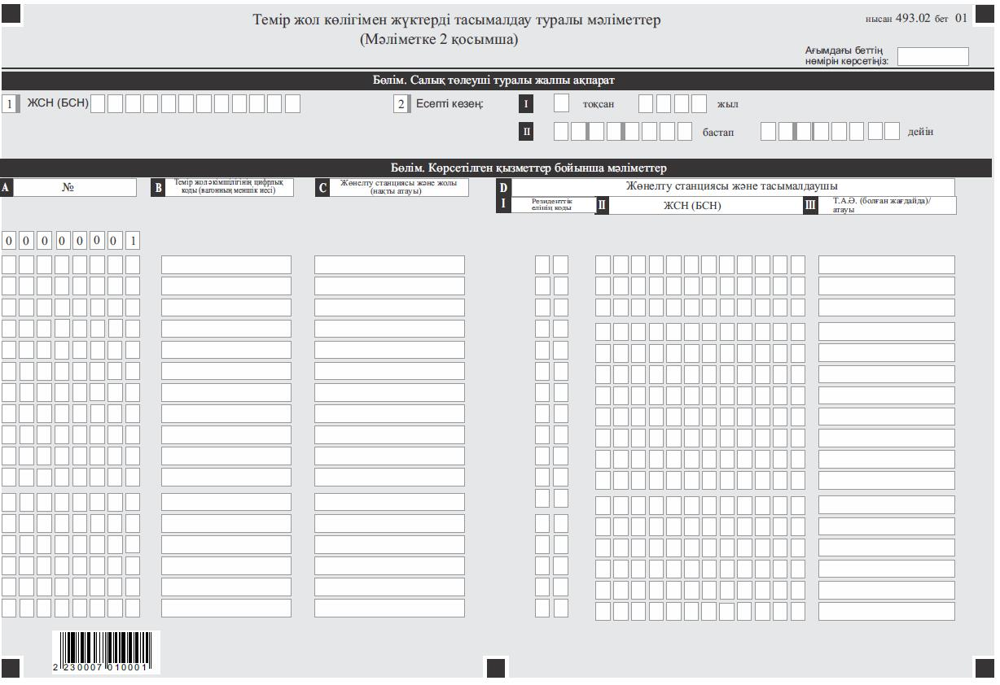 Темір жол көлігімен жүктерді тасымалдау туралы мәліметтер
(Мәліметке 2 қосымша)
нысан 493.02 бет 01
Ағымдағы беттің
нөмірін көрсетіңіз:
Бөлім. Салық төлеуші туралы жалпы ақпарат
1 ЖСН (БСН)
2 Есепті кезең:
I тоқсан жыл
II бастап дейін
Бөлім. Көрсетілген қызметтер бойынша мәліметтер
A №
B Темір жол әкімшілігінің цифрлық
коды (вагонның меншік иесі)
C Жөнелту станциясы және жолы
(нақты атауы)
D Жөнелту станциясы және тасымалдаушы
I Резиденттік
елінің коды
II ЖСН (БСН)
III Т.А.Ә. (болған жағдайда)/
атауы
0 0 0 0 0 0 0 1
2 230007 010001